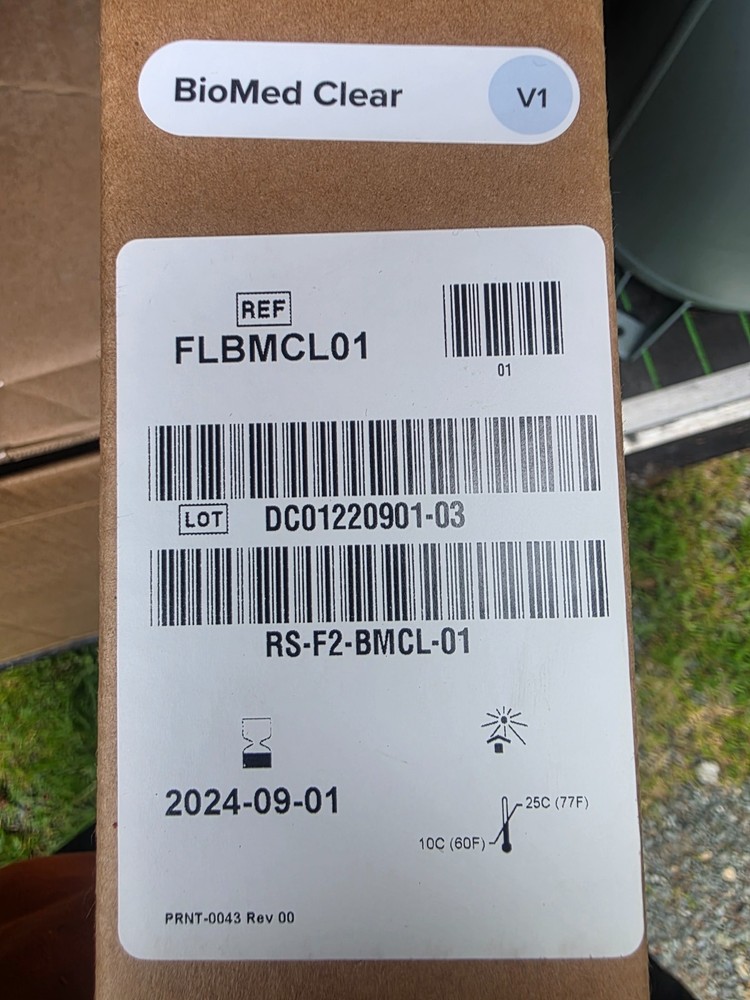 BioMed Clear V1
REF
FLBMCL01
01
LOT DC01220901-03
RS-F2-BMCL-01
2024-09-01
25C (77F)
10C (60F)
PRNT-0043 Rev 00